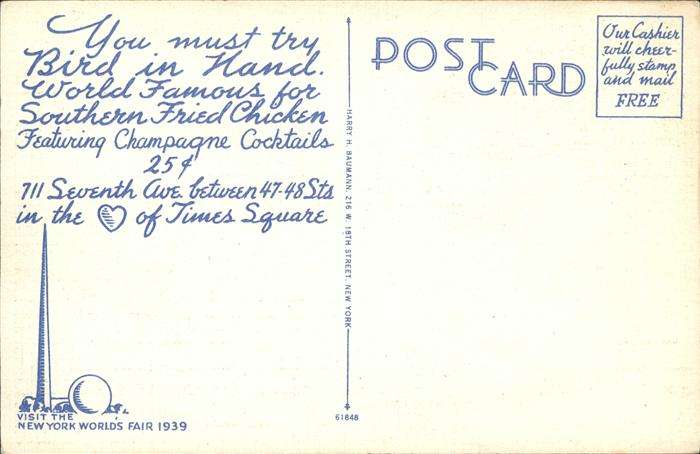 You must try
Bird in Hand.
World Famous for
Southern Fried Chicken
Featuring Champagne Cocktails
25¢
711 Seventh Ave. between 47-48 Sts
in the ♡ of Times Square
VISIT THE
NEW YORK WORLDS FAIR 1939
HARRY H. BAUMANN, 216 W. 18TH STREET, NEW YORK
61848
POST
CARD
Our Cashier
will cheer-
fully stamp
and mail
FREE